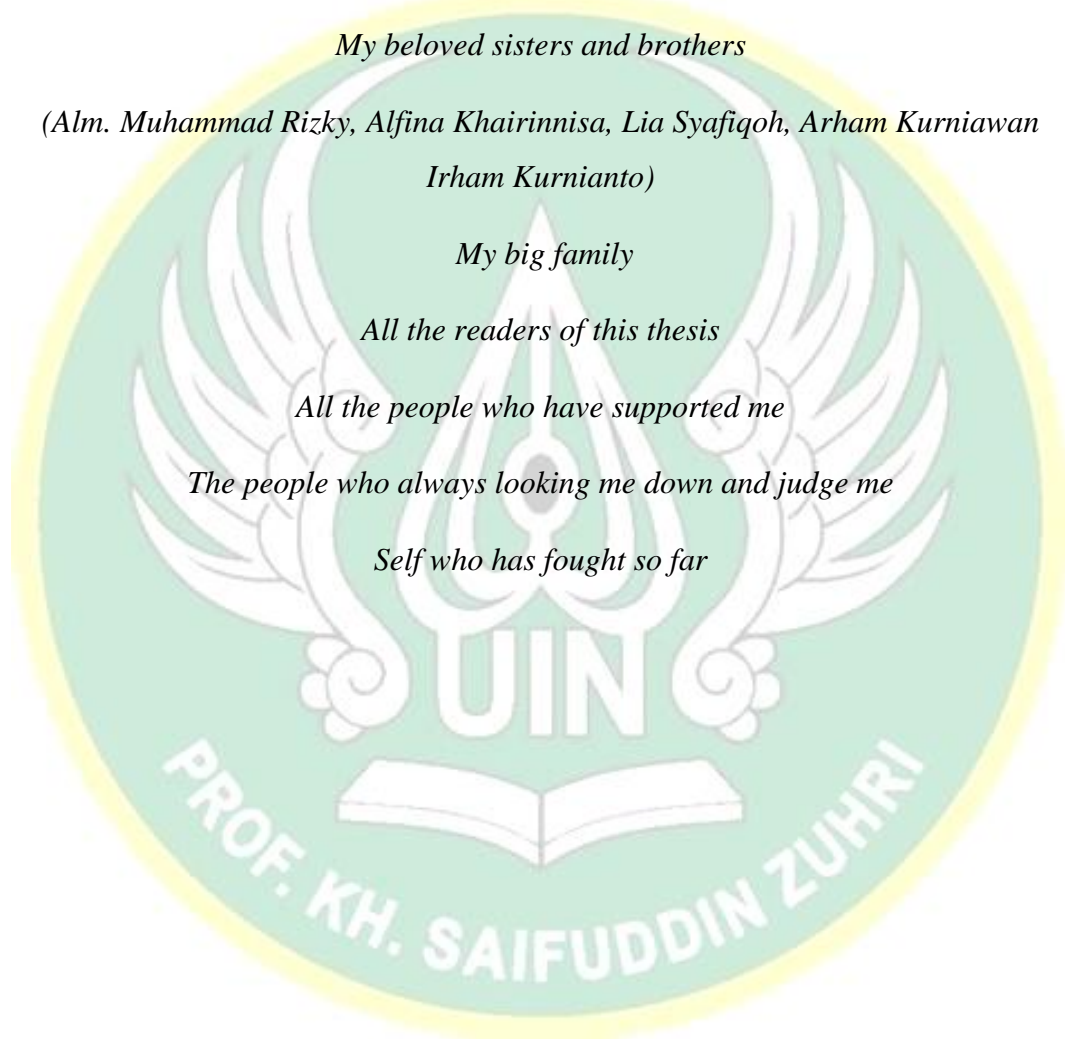 My beloved sisters and brothers
(Alm. Muhammad Rizky, Alfina Khairinnisa, Lia Syafiqoh, Arham Kurniawan
Irham Kurnianto)
My big family
All the readers of this thesis
All the people who have supported me
The people who always looking me down and judge me
Self who has fought so far
UIN
PROF. KH. SAIFUDDIN ZUHRI